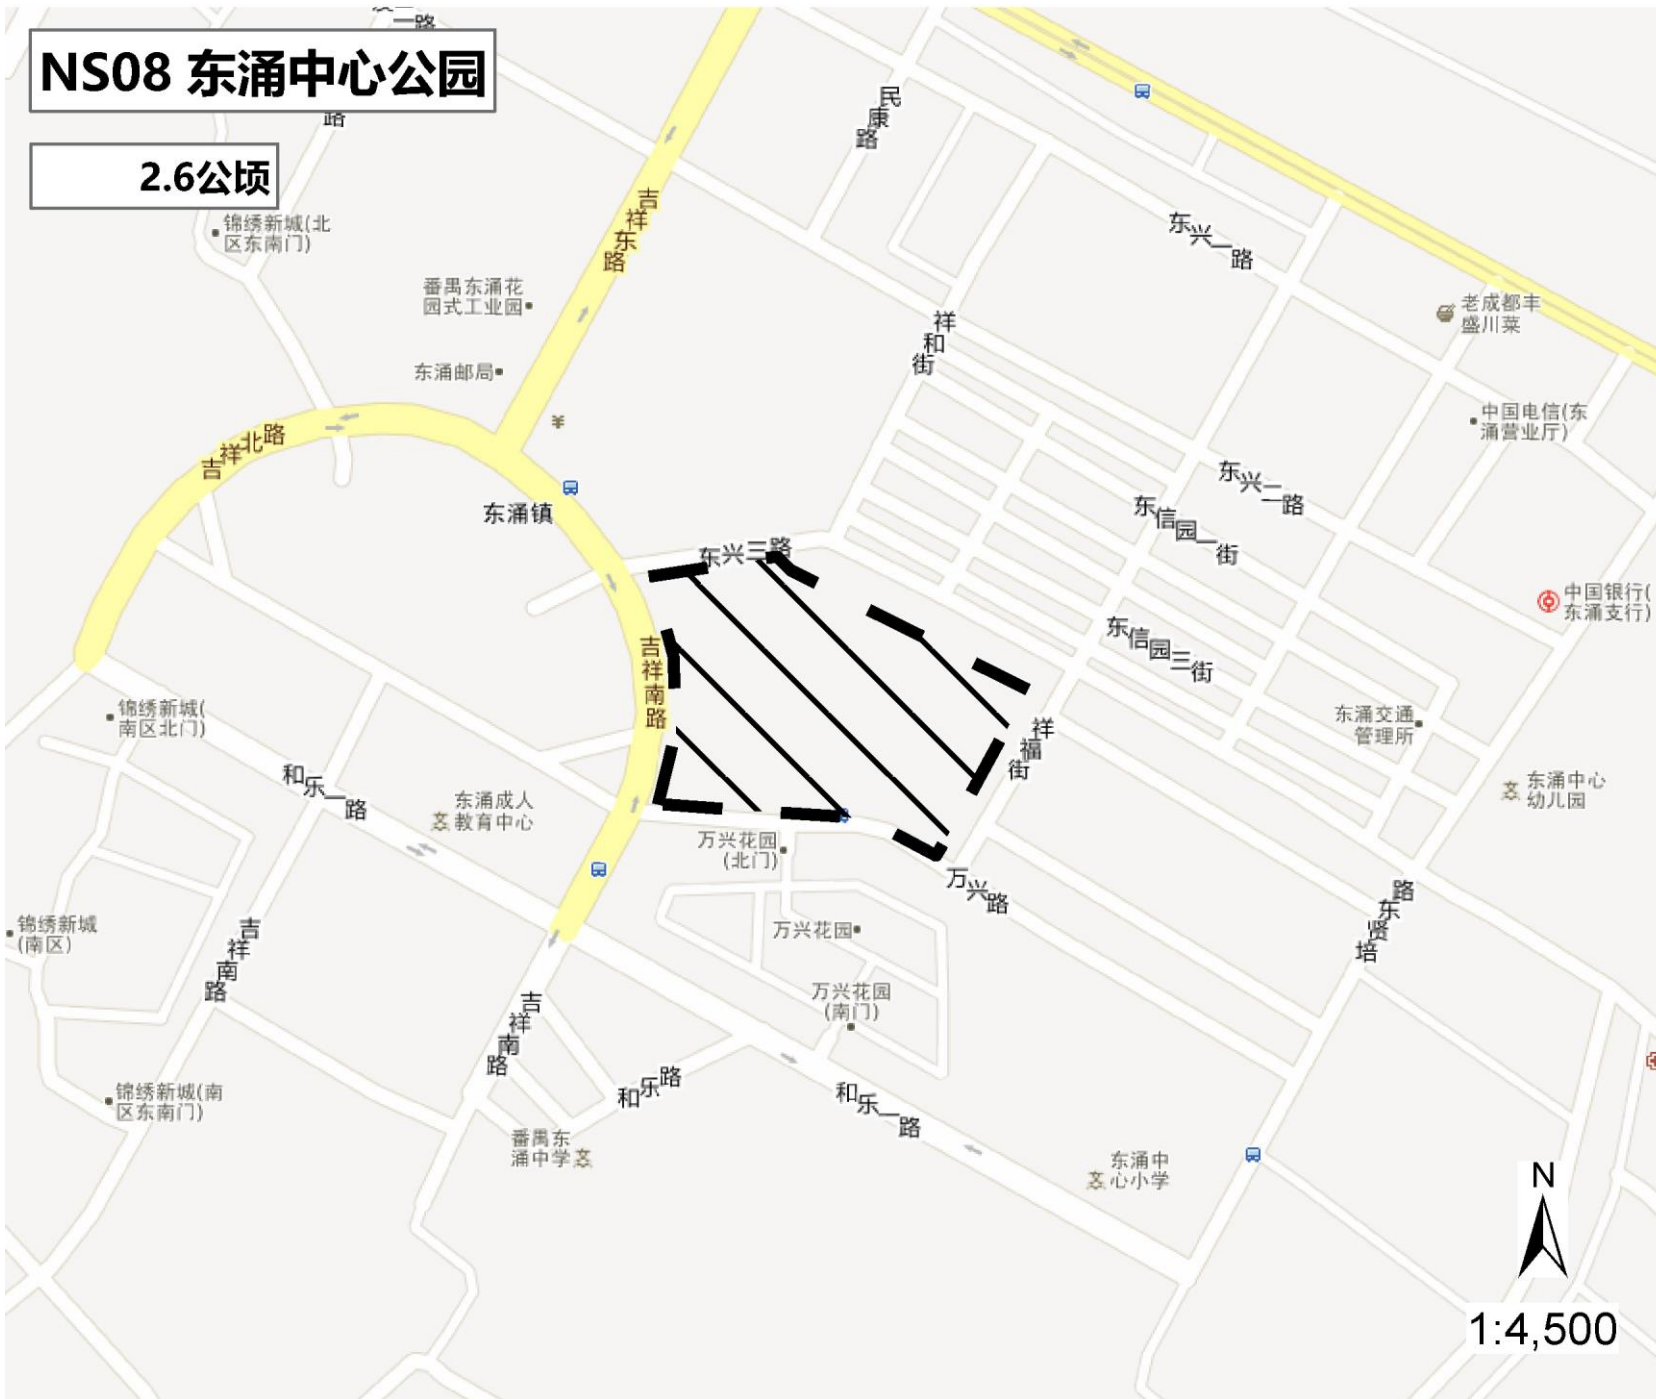 一路
NS08 东涌中心公园
路
2.6公顷
民康路
锦绣新城(北
区东南门)
吉祥东路
东兴一路
番禺东涌花
园式工业园
老成都丰
盛川菜
祥和街
东涌邮局
中国电信(东
涌营业厅)
吉祥北路
东兴二路
东涌镇
东信园一街
东兴三路
中国银行(
东涌支行)
吉祥南路
东信园三街
锦绣新城(
南区北门)
东涌交通
管理所
祥福街
和乐一路
东涌成人
教育中心
东涌中心
幼儿园
万兴花园
(北门)
万兴路
培贤东路
锦绣新城
(南区)
万兴花园
吉祥南路
万兴花园
(南门)
吉祥南路
和乐路
和乐一路
锦绣新城(南
区东南门)
番禺东
涌中学
东涌中
心小学
N
1:4,500